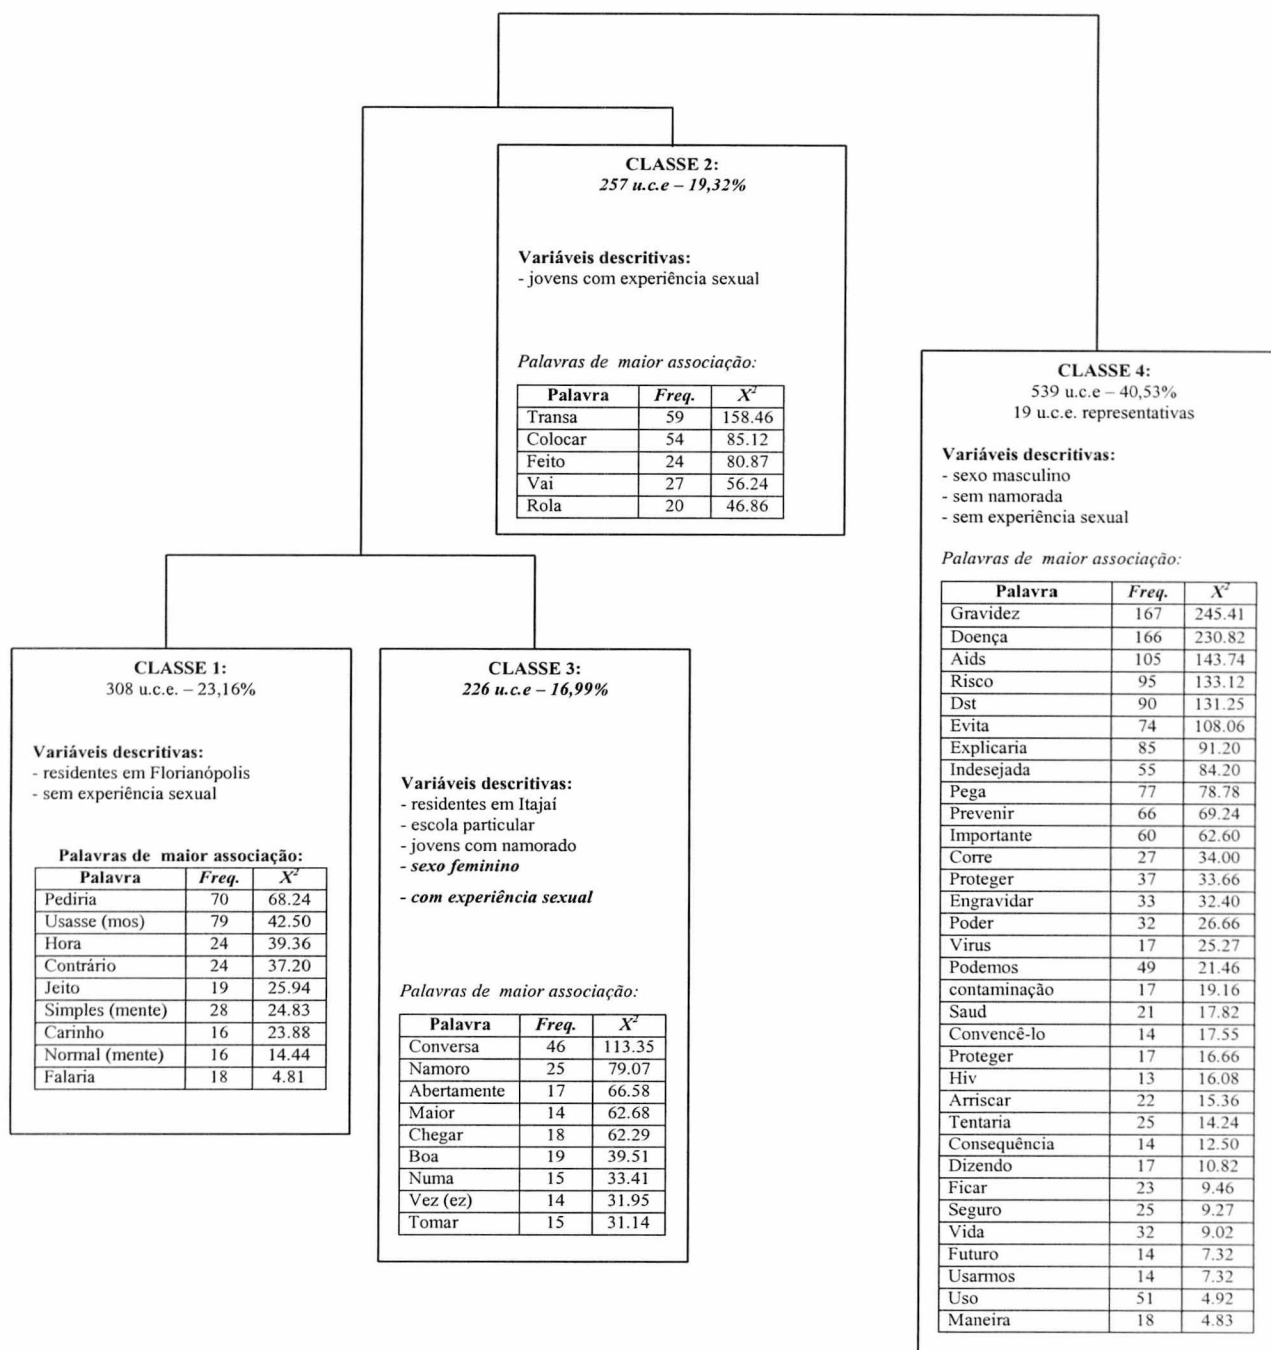 CLASSE 2:
257 u.c.e – 19,32%
Variáveis descritivas:
- jovens com experiência sexual
Palavras de maior associação:
Palavra Freq. X²
Transa 59 158.46
Colocar 54 85.12
Feito 24 80.87
Vai 27 56.24
Rola 20 46.86
CLASSE 4:
539 u.c.e – 40,53%
19 u.c.e. representativas
Variáveis descritivas:
- sexo masculino
- sem namorada
- sem experiência sexual
Palavras de maior associação:
Palavra Freq. X²
Gravidez 167 245.41
Doença 166 230.82
Aids 105 143.74
Risco 95 133.12
Dst 90 131.25
Evita 74 108.06
Explicaria 85 91.20
Indesejada 55 84.20
Pega 77 78.78
Prevenir 66 69.24
Importante 60 62.60
Corre 27 34.00
Proteger 37 33.66
Engravidar 33 32.40
Poder 32 26.66
Virus 17 25.27
Podemos 49 21.46
contaminação 17 19.16
Saud 21 17.82
Convencê-lo 14 17.55
Proteger 17 16.66
Hiv 13 16.08
Arriscar 22 15.36
Tentaria 25 14.24
Consequência 14 12.50
Dizendo 17 10.82
Ficar 23 9.46
Seguro 25 9.27
Vida 32 9.02
Futuro 14 7.32
Usarmos 14 7.32
Uso 51 4.92
Maneira 18 4.83
CLASSE 1:
308 u.c.e. – 23,16%
Variáveis descritivas:
- residentes em Florianópolis
- sem experiência sexual
Palavras de maior associação:
Palavra Freq. X²
Pediria 70 68.24
Usasse (mos) 79 42.50
Hora 24 39.36
Contrário 24 37.20
Jeito 19 25.94
Simples (mente) 28 24.83
Carinho 16 23.88
Normal (mente) 16 14.44
Falaria 18 4.81
CLASSE 3:
226 u.c.e – 16,99%
Variáveis descritivas:
- residentes em Itajaí
- escola particular
- jovens com namorado
- sexo feminino
- com experiência sexual
Palavras de maior associação:
Palavra Freq. X²
Conversa 46 113.35
Namoro 25 79.07
Abertamente 17 66.58
Maior 14 62.68
Chegar 18 62.29
Boa 19 39.51
Numa 15 33.41
Vez (ez) 14 31.95
Tomar 15 31.14